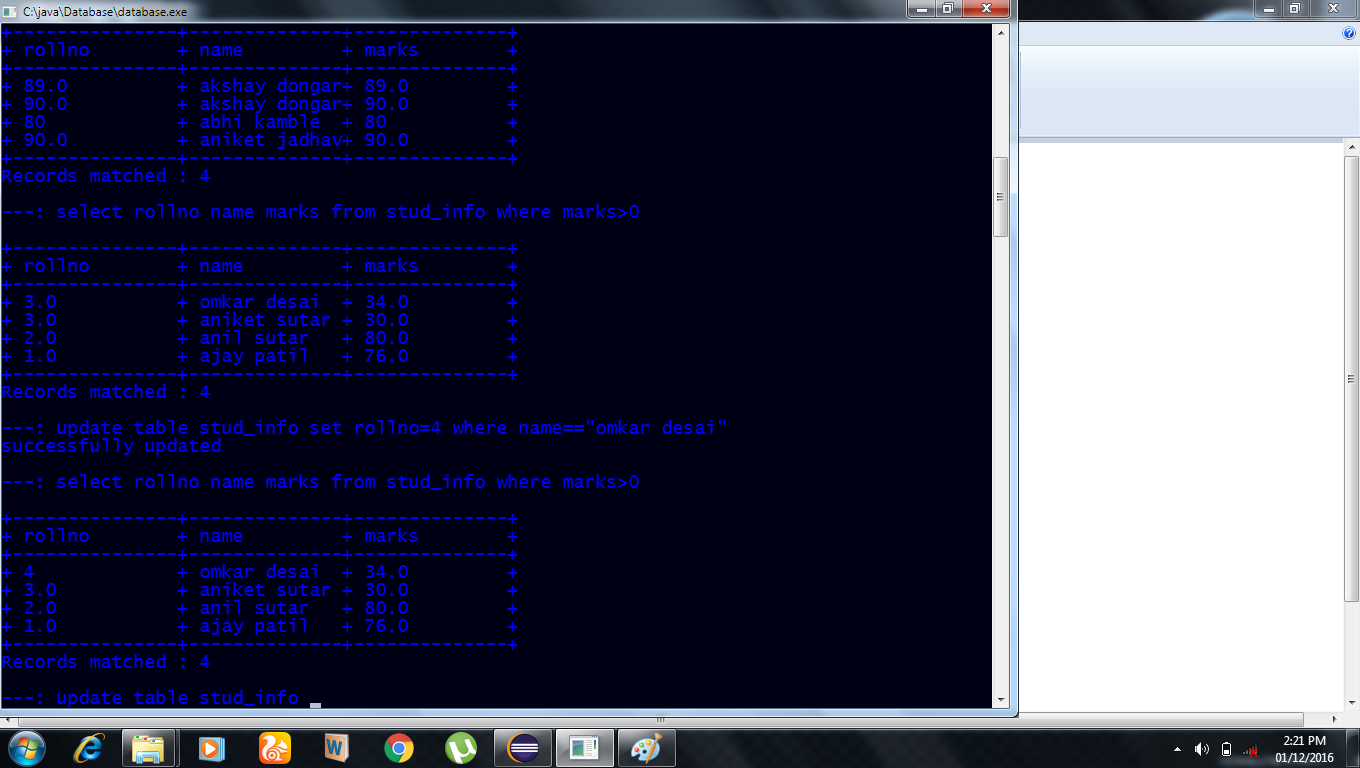 C:\java\Database\database.exe
+---------------+--------------+--------------+
+ rollno + name + marks +
+---------------+--------------+--------------+
+ 89.0 + akshay dongar+ 89.0 +
+ 90.0 + akshay dongar+ 90.0 +
+ 80 + abhi kamble + 80 +
+ 90.0 + aniket jadhav+ 90.0 +
+---------------+--------------+--------------+
Records matched : 4
---: select rollno name marks from stud_info where marks>0
+---------------+--------------+--------------+
+ rollno + name + marks +
+---------------+--------------+--------------+
+ 3.0 + omkar desai + 34.0 +
+ 3.0 + aniket sutar + 30.0 +
+ 2.0 + anil sutar + 80.0 +
+ 1.0 + ajay patil + 76.0 +
+---------------+--------------+--------------+
Records matched : 4
---: update table stud_info set rollno=4 where name=="omkar desai"
successfully updated
---: select rollno name marks from stud_info where marks>0
+---------------+--------------+--------------+
+ rollno + name + marks +
+---------------+--------------+--------------+
+ 4 + omkar desai + 34.0 +
+ 3.0 + aniket sutar + 30.0 +
+ 2.0 + anil sutar + 80.0 +
+ 1.0 + ajay patil + 76.0 +
+---------------+--------------+--------------+
Records matched : 4
---: update table stud_info _
2:21 PM
01/12/2016